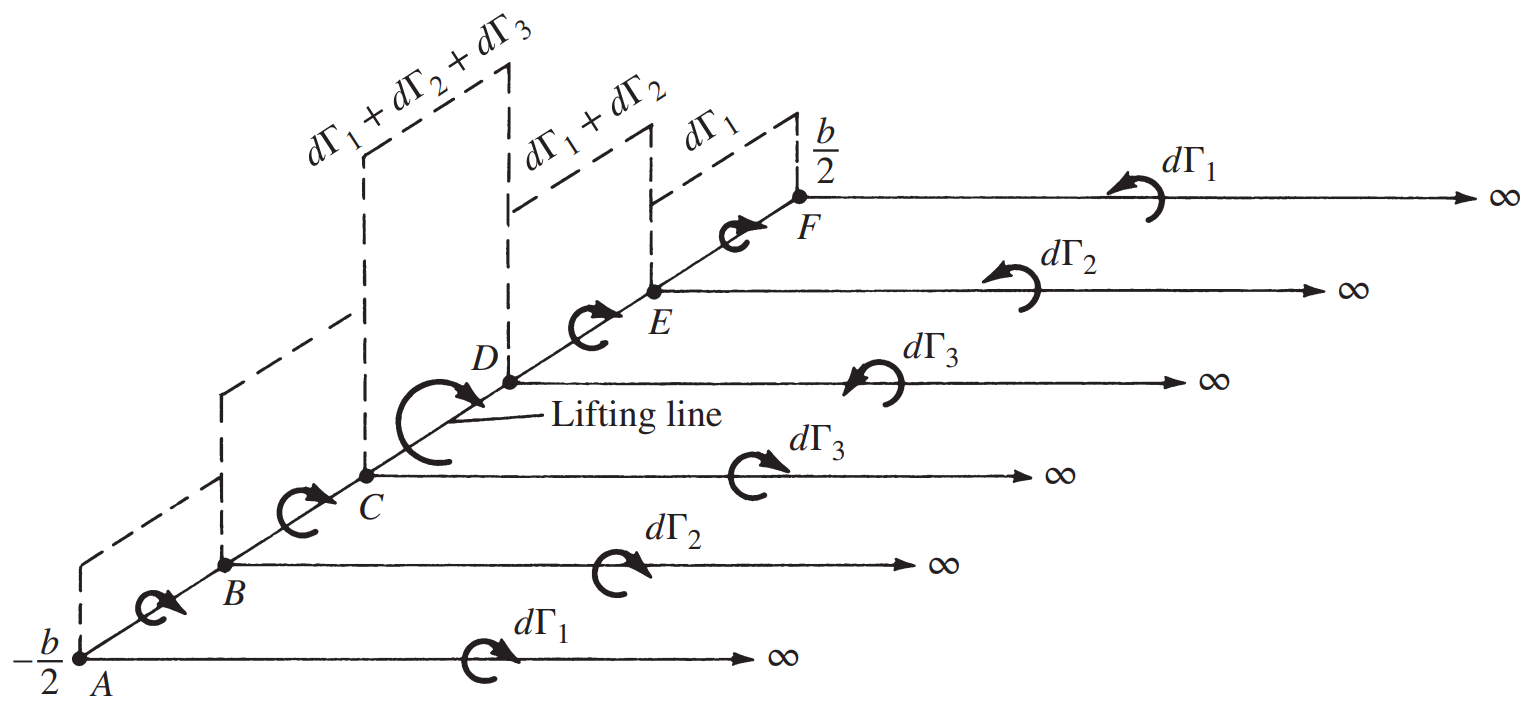 dΓ₁ + dΓ₂ + dΓ₃
dΓ₁ + dΓ₂
dΓ₁
b/2
dΓ₁
∞
F
dΓ₂
∞
E
D
dΓ₃
∞
Lifting line
dΓ₃
∞
C
dΓ₂
∞
B
dΓ₁
∞
−b/2
A